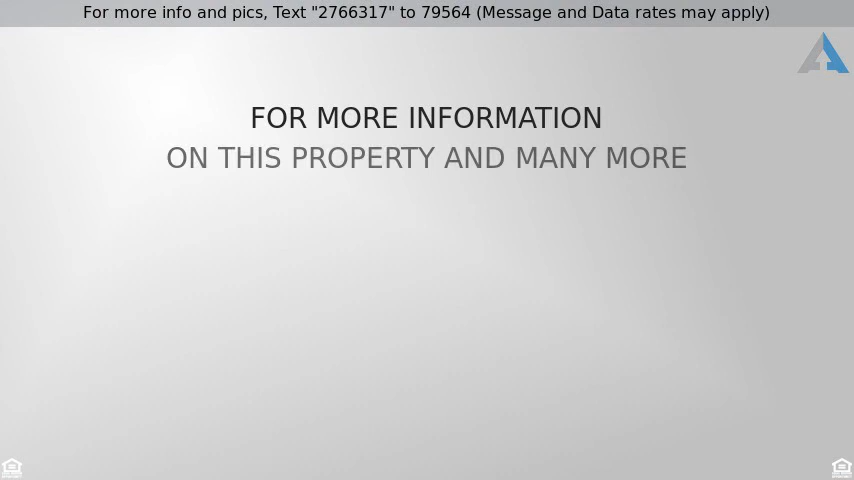 For more info and pics, Text "2766317" to 79564 (Message and Data rates may apply)
FOR MORE INFORMATION
ON THIS PROPERTY AND MANY MORE